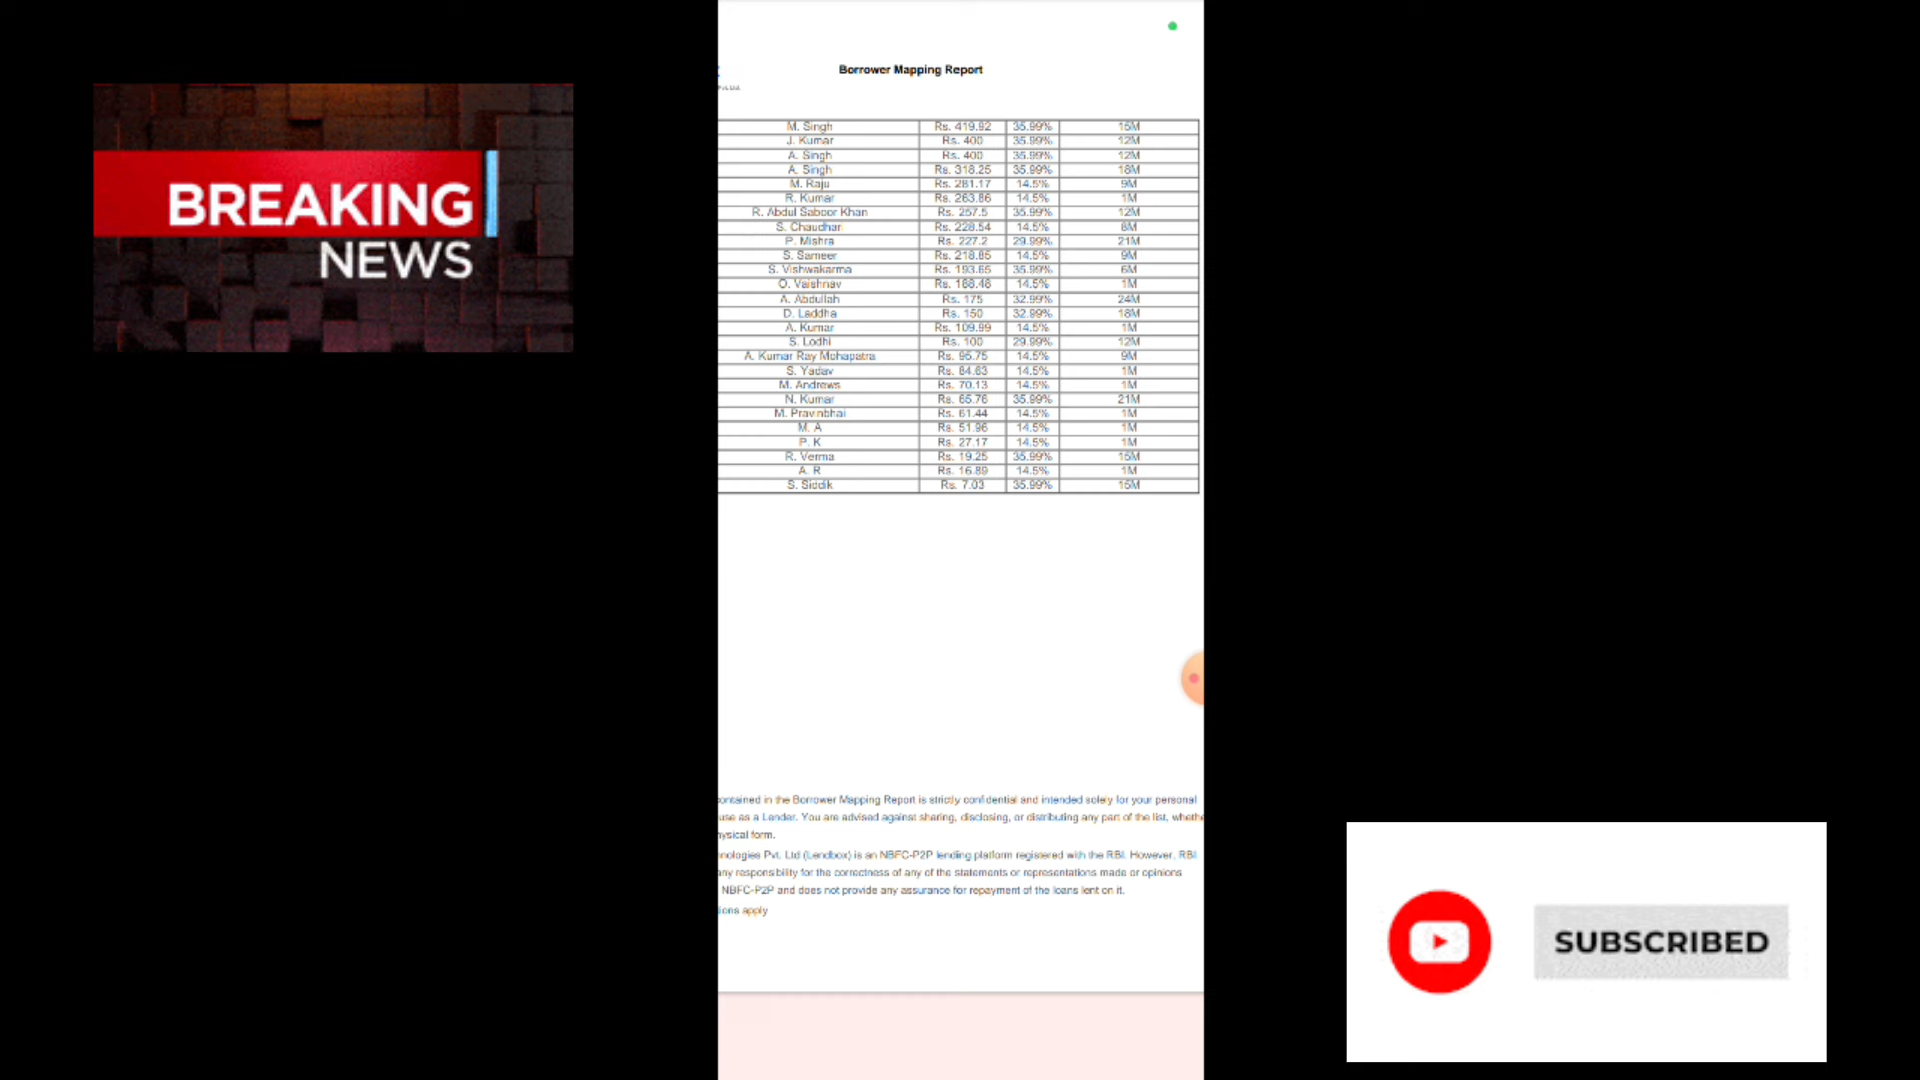 BREAKING
NEWS
Borrower Mapping Report
M. Singh Rs. 419.92 35.99% 15M
J. Kumar Rs. 400 35.99% 12M
A. Singh Rs. 400 35.99% 12M
A. Singh Rs. 318.25 35.99% 18M
M. Raju Rs. 281.17 14.5% 9M
R. Kumar Rs. 263.86 14.5% 1M
R. Abdul Saboor Khan Rs. 257.5 35.99% 12M
S. Chaudhari Rs. 228.54 14.5% 8M
P. Mishra Rs. 227.2 29.99% 21M
S. Sameer Rs. 218.85 14.5% 9M
S. Vishwakarma Rs. 193.65 35.99% 6M
O. Vaishnav Rs. 188.48 14.5% 1M
A. Abdullah Rs. 175 32.99% 24M
D. Laddha Rs. 150 32.99% 18M
A. Kumar Rs. 109.99 14.5% 1M
S. Lodhi Rs. 100 29.99% 12M
A. Kumar Ray Mohapatra Rs. 95.75 14.5% 9M
S. Yadav Rs. 84.63 14.5% 1M
M. Andrews Rs. 70.13 14.5% 1M
N. Kumar Rs. 65.76 35.99% 21M
M. Pravinbhai Rs. 61.44 14.5% 1M
M. A Rs. 51.96 14.5% 1M
P. K Rs. 27.17 14.5% 1M
R. Verma Rs. 19.25 35.99% 15M
A. R Rs. 16.89 14.5% 1M
S. Siddik Rs. 7.03 35.99% 15M
ontained in the Borrower Mapping Report is strictly confidential and intended solely for your personal
use as a Lender. You are advised against sharing, disclosing, or distributing any part of the list, whethe
hysical form.
nologies Pvt. Ltd (Lendbox) is an NBFC-P2P lending platform registered with the RBI. However, RBI
any responsibility for the correctness of any of the statements or representations made or opinions
NBFC-P2P and does not provide any assurance for repayment of the loans lent on it.
tions apply
SUBSCRIBED